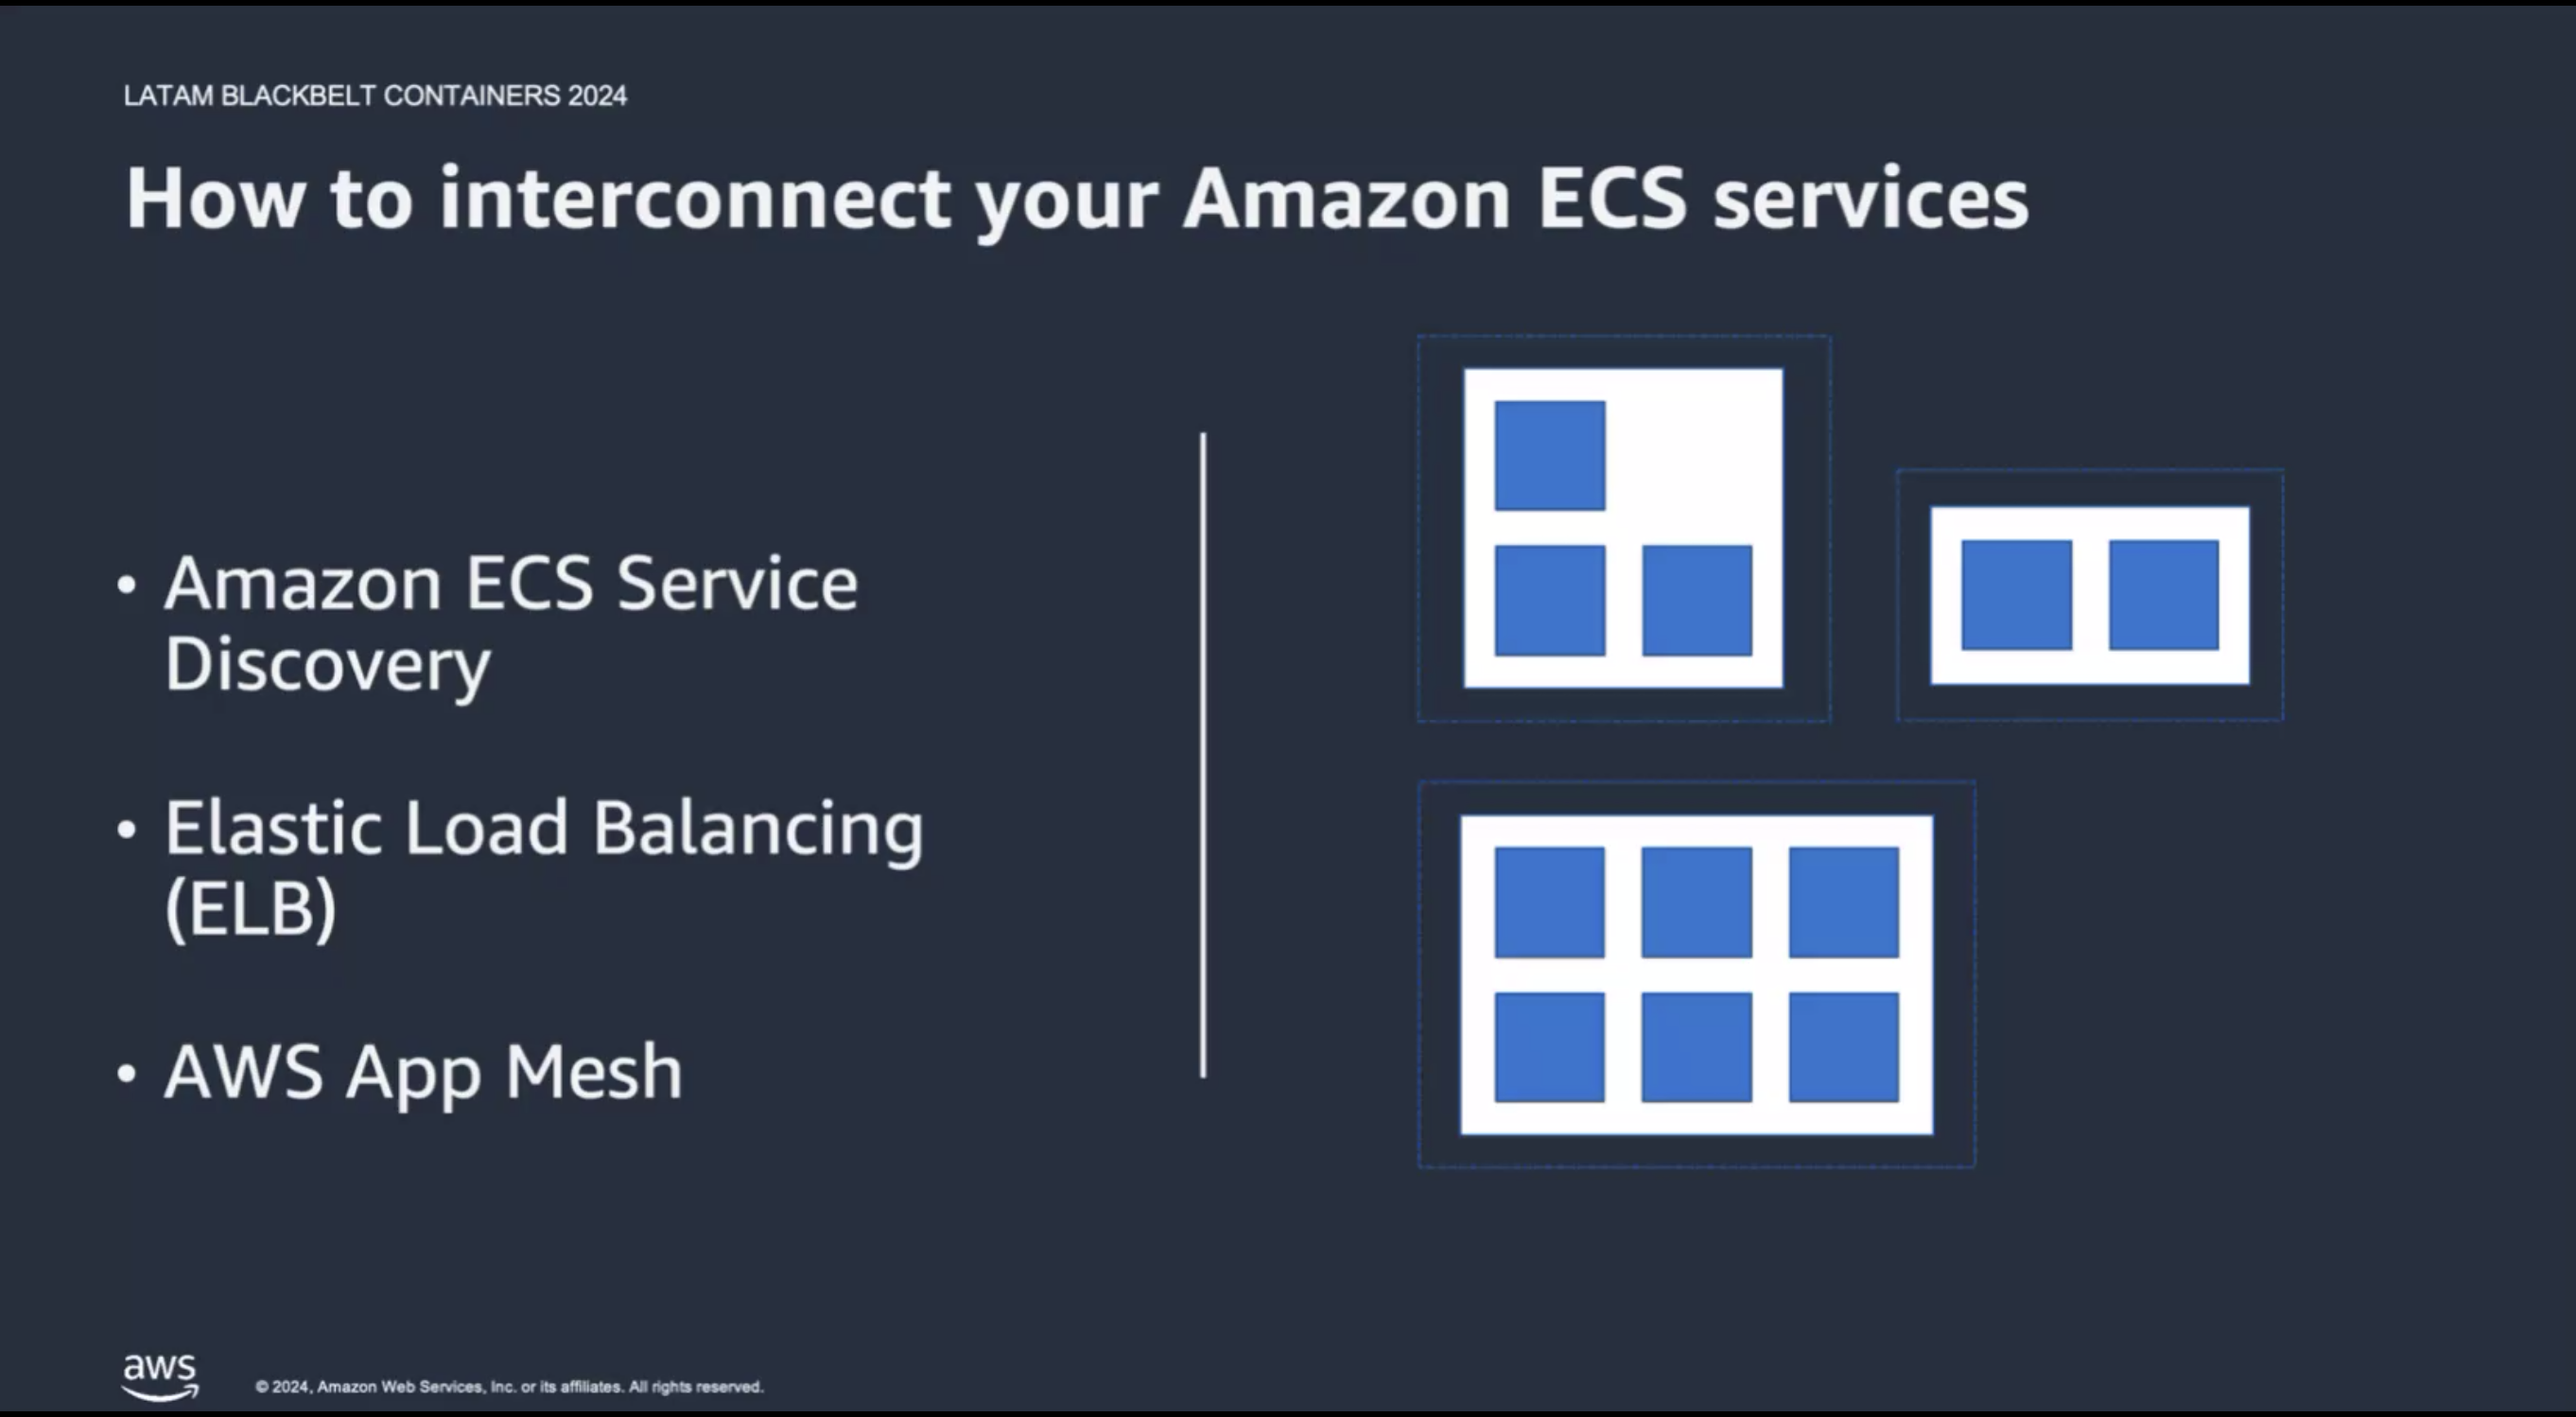 LATAM BLACKBELT CONTAINERS 2024
How to interconnect your Amazon ECS services
• Amazon ECS Service
Discovery
• Elastic Load Balancing
(ELB)
• AWS App Mesh
aws
© 2024, Amazon Web Services, Inc. or its affiliates. All rights reserved.